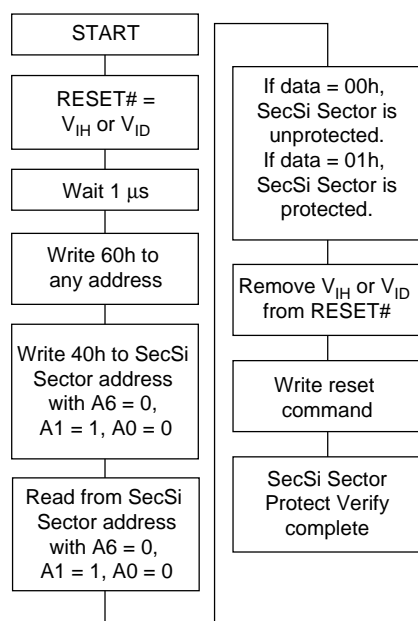 START
RESET# =
V_IH or V_ID
Wait 1 μs
Write 60h to
any address
Write 40h to SecSi
Sector address
with A6 = 0,
A1 = 1, A0 = 0
Read from SecSi
Sector address
with A6 = 0,
A1 = 1, A0 = 0
If data = 00h,
SecSi Sector is
unprotected.
If data = 01h,
SecSi Sector is
protected.
Remove V_IH or V_ID
from RESET#
Write reset
command
SecSi Sector
Protect Verify
complete